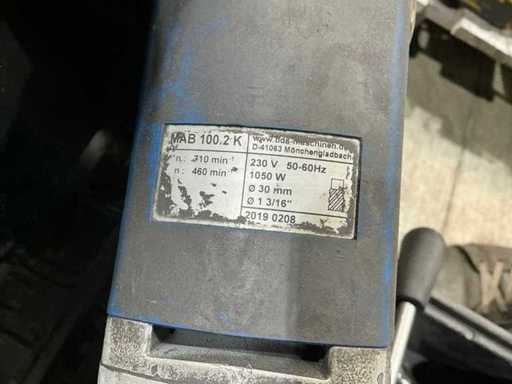 MAB 100.2 K
www.bds-maschinen.de
D-41063 Mönchengladbach
n.: 710 min⁻¹
n : 460 min⁻¹
230 V 50-60Hz
1050 W
Ø 30 mm
Ø 1 3/16"
2019 0208